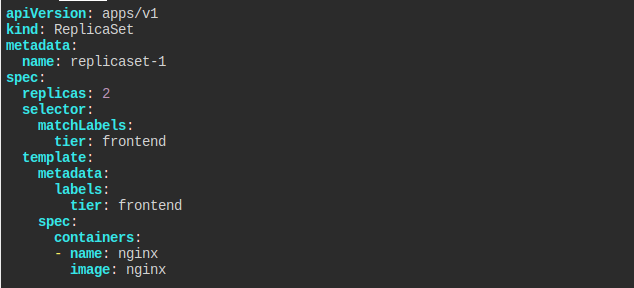 apiVersion: apps/v1
kind: ReplicaSet
metadata:
  name: replicaset-1
spec:
  replicas: 2
  selector:
    matchLabels:
      tier: frontend
  template:
    metadata:
      labels:
        tier: frontend
    spec:
      containers:
      - name: nginx
        image: nginx